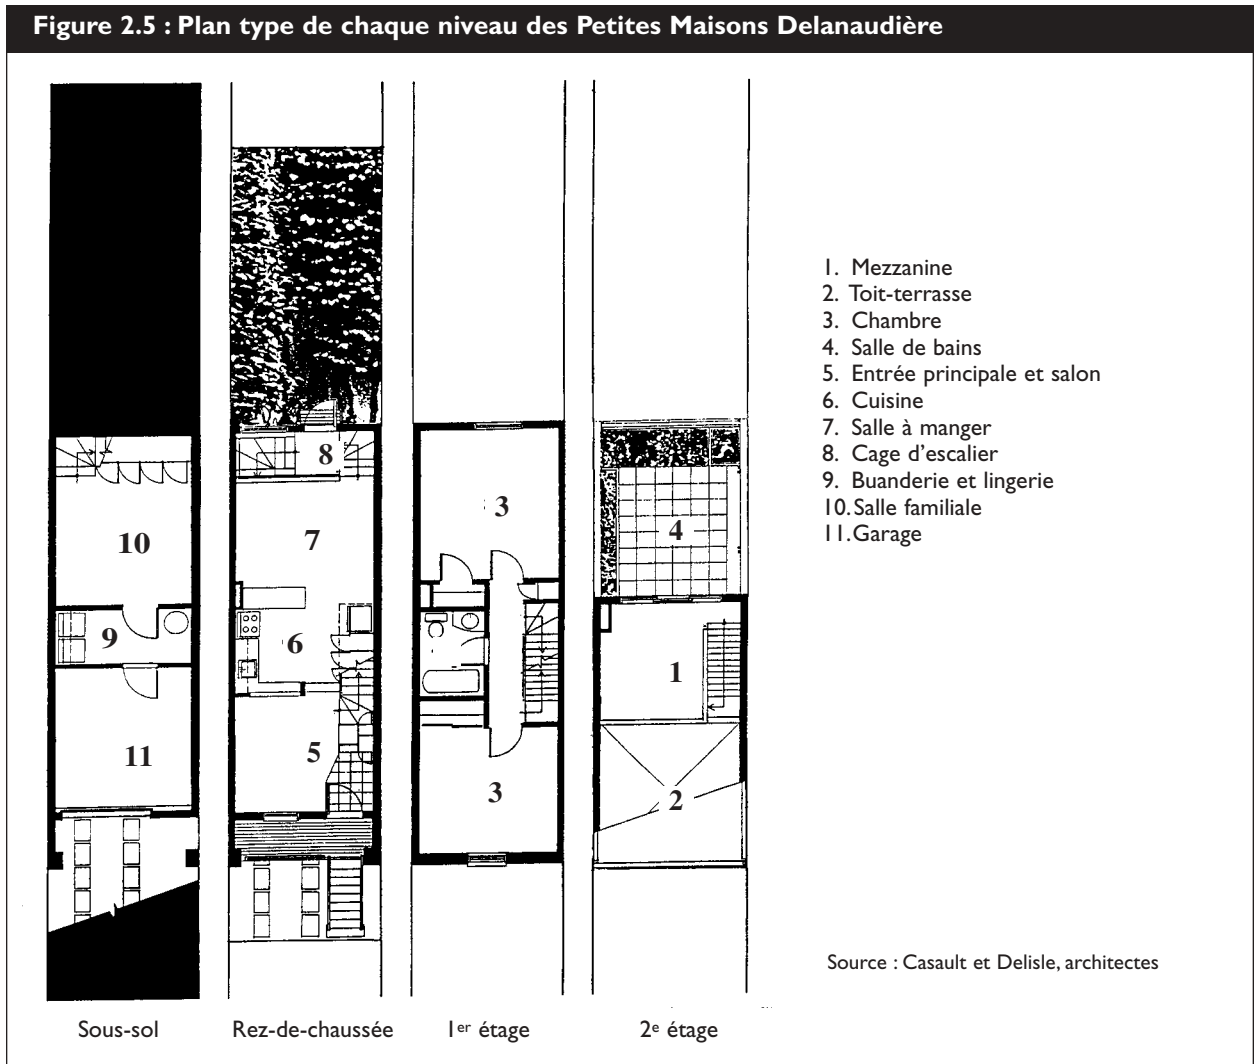 Figure 2.5 : Plan type de chaque niveau des Petites Maisons Delanaudière
8
3
10
7
4
9
6
1
11
5
3
2
1. Mezzanine
2. Toit-terrasse
3. Chambre
4. Salle de bains
5. Entrée principale et salon
6. Cuisine
7. Salle à manger
8. Cage d'escalier
9. Buanderie et lingerie
10. Salle familiale
11. Garage
Source : Casault et Delisle, architectes
Sous-sol
Rez-de-chaussée
1er étage
2e étage